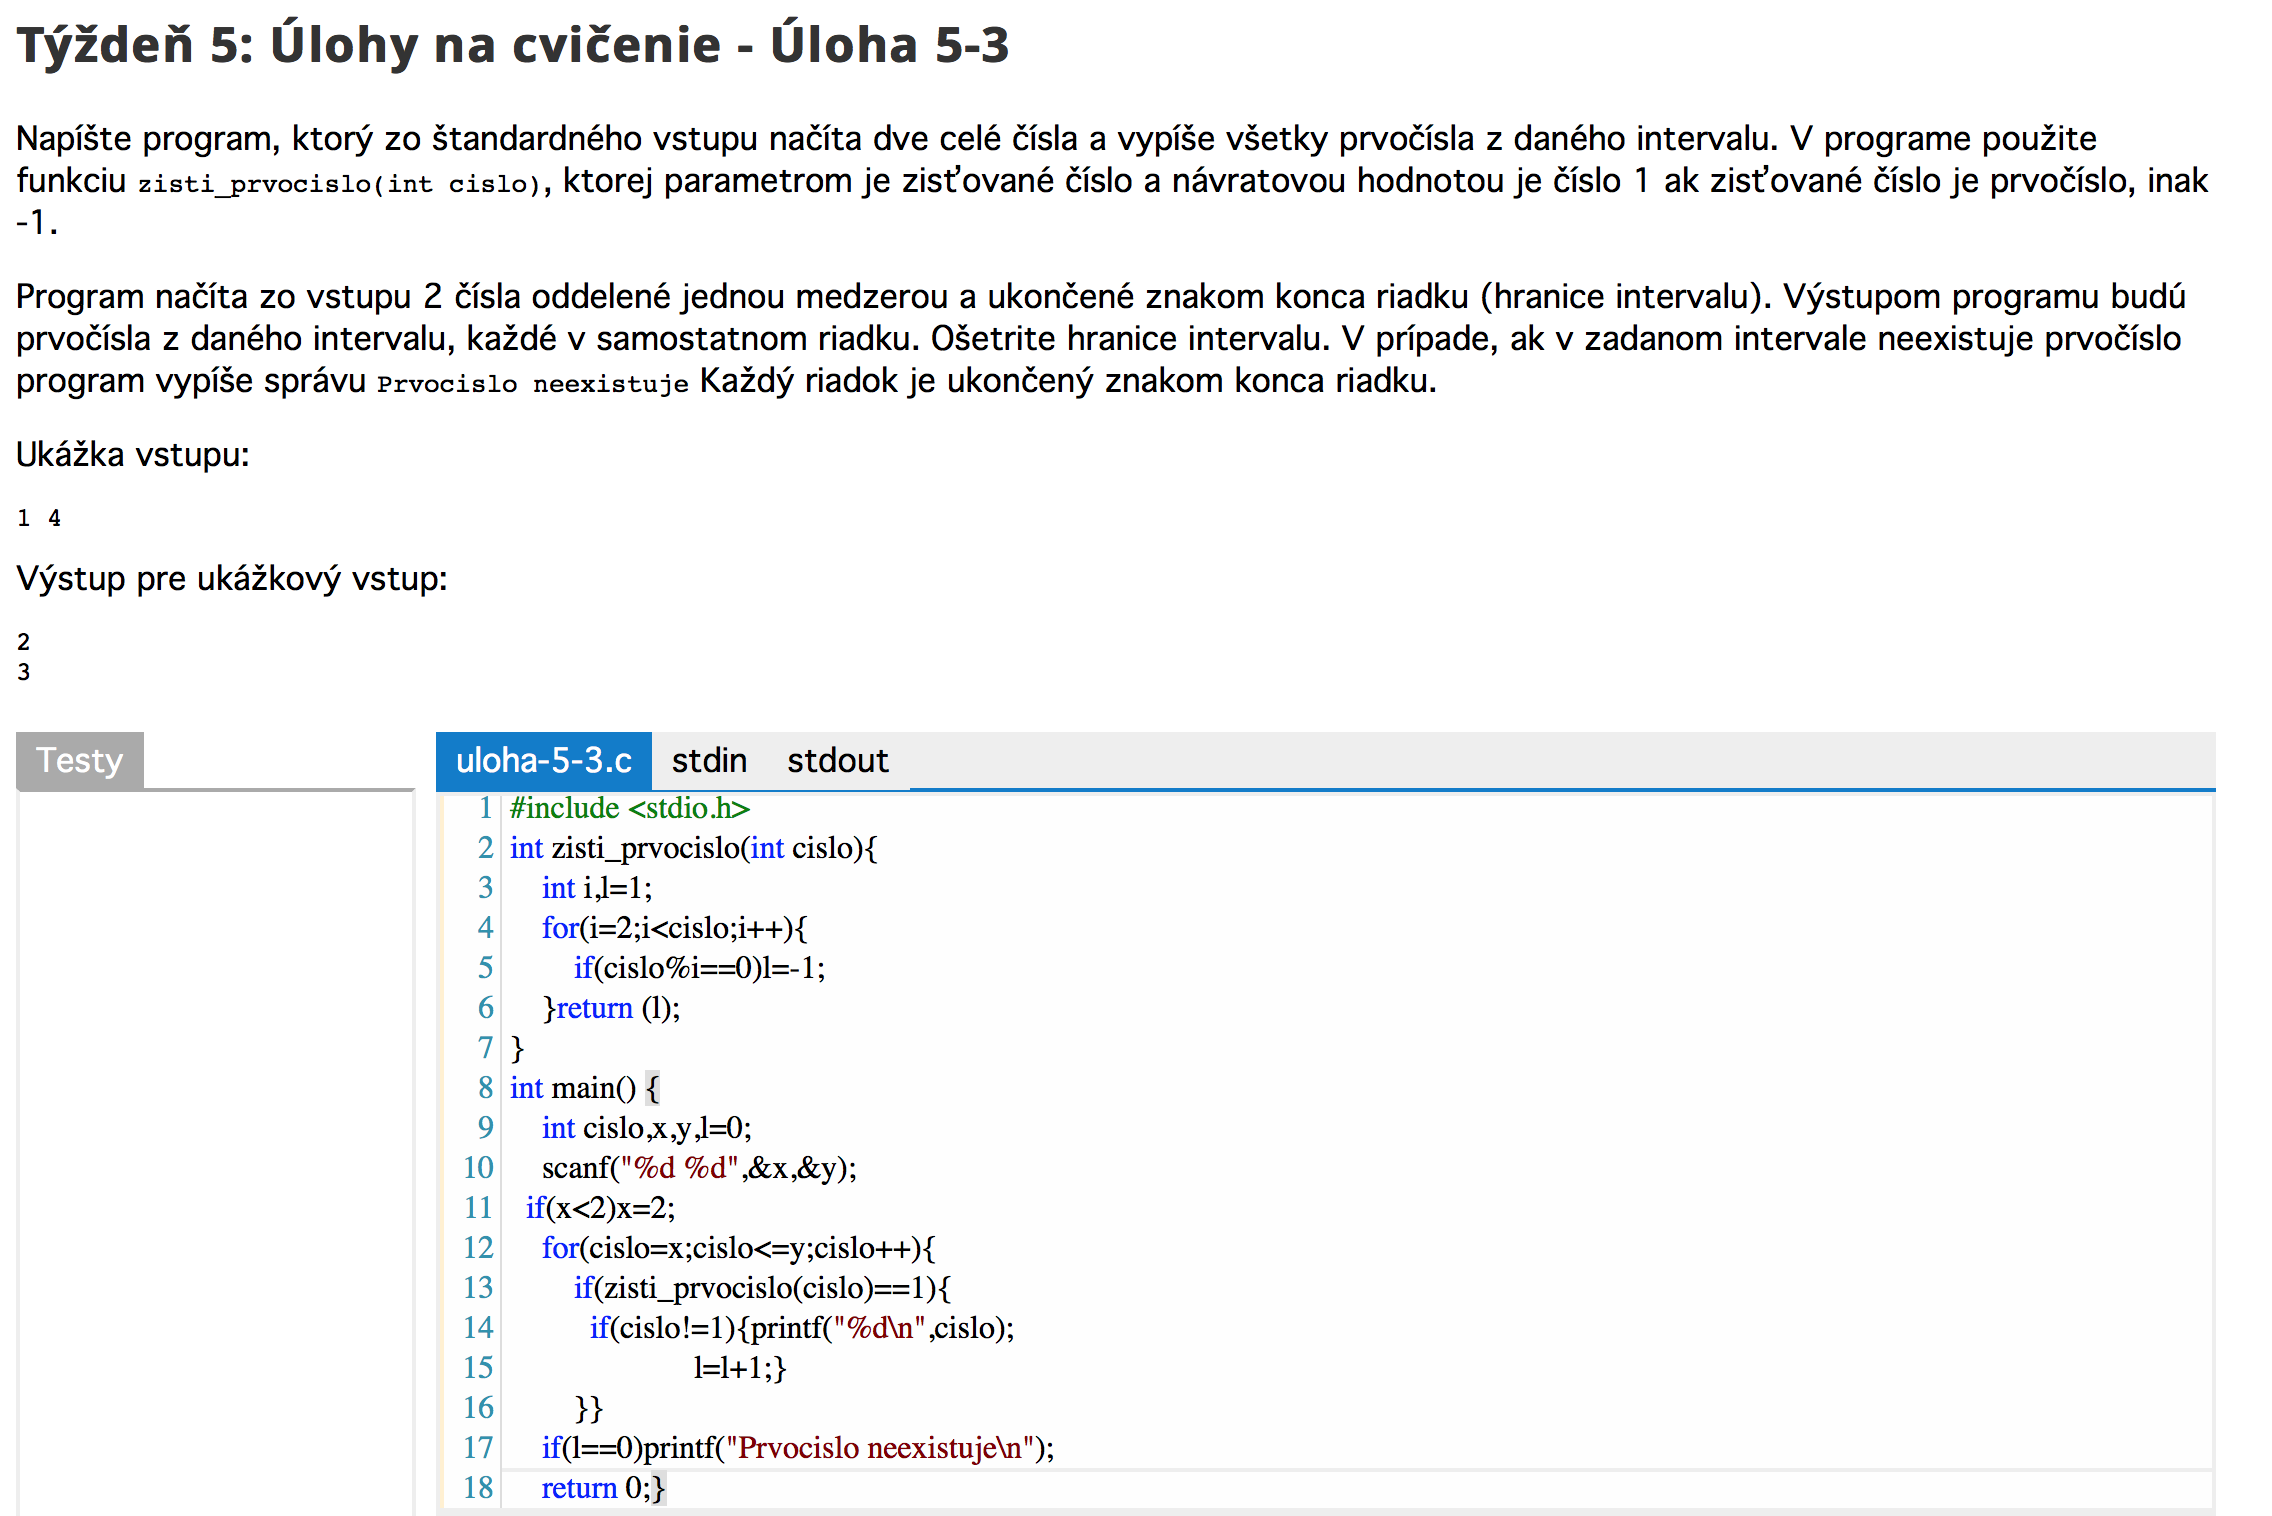 Týždeň 5: Úlohy na cvičenie - Úloha 5-3
Napíšte program, ktorý zo štandardného vstupu načíta dve celé čísla a vypíše všetky prvočísla z daného intervalu. V programe použite
funkciu zisti_prvocislo(int cislo), ktorej parametrom je zisťované číslo a návratovou hodnotou je číslo 1 ak zisťované číslo je prvočíslo, inak
-1.
Program načíta zo vstupu 2 čísla oddelené jednou medzerou a ukončené znakom konca riadku (hranice intervalu). Výstupom programu budú
prvočísla z daného intervalu, každé v samostatnom riadku. Ošetrite hranice intervalu. V prípade, ak v zadanom intervale neexistuje prvočíslo
program vypíše správu Prvocislo neexistuje Každý riadok je ukončený znakom konca riadku.
Ukážka vstupu:
1 4
Výstup pre ukážkový vstup:
2
3
Testy
uloha-5-3.c stdin stdout
1 #include <stdio.h>
2 int zisti_prvocislo(int cislo){
3 int i,l=1;
4 for(i=2;i<cislo;i++){
5 if(cislo%i==0)l=-1;
6 }return (l);
7 }
8 int main() {
9 int cislo,x,y,l=0;
10 scanf("%d %d",&x,&y);
11 if(x<2)x=2;
12 for(cislo=x;cislo<=y;cislo++){
13 if(zisti_prvocislo(cislo)==1){
14 if(cislo!=1){printf("%d\n",cislo);
15 l=l+1;}
16 }}
17 if(l==0)printf("Prvocislo neexistuje\n");
18 return 0;}